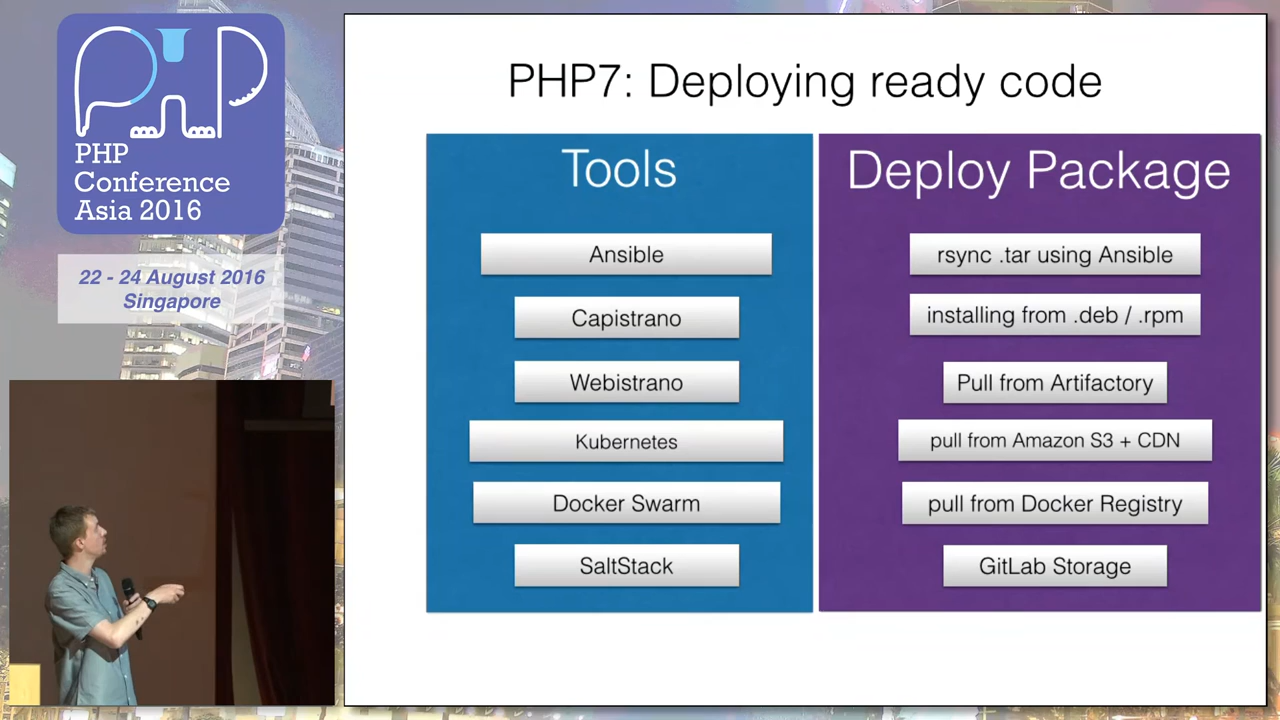 PHP
PHP
Conference
Asia 2016
22 - 24 August 2016
Singapore
PHP7: Deploying ready code
Tools
Ansible
Capistrano
Webistrano
Kubernetes
Docker Swarm
SaltStack
Deploy Package
rsync .tar using Ansible
installing from .deb / .rpm
Pull from Artifactory
pull from Amazon S3 + CDN
pull from Docker Registry
GitLab Storage